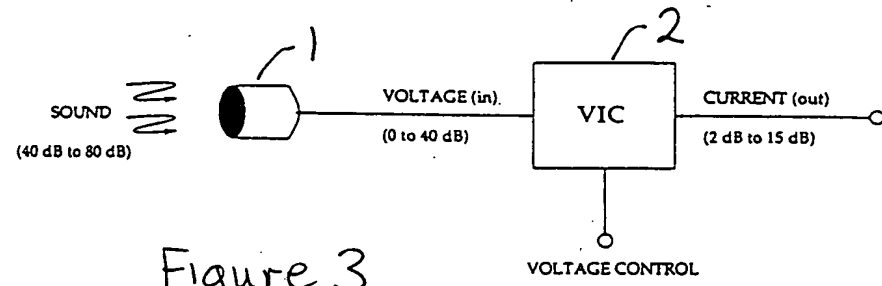 1
2
SOUND
(40 dB to 80 dB)
VOLTAGE (in).
(0 to 40 dB)
VIC
CURRENT (out)
(2 dB to 15 dB)
VOLTAGE CONTROL
Figure 3